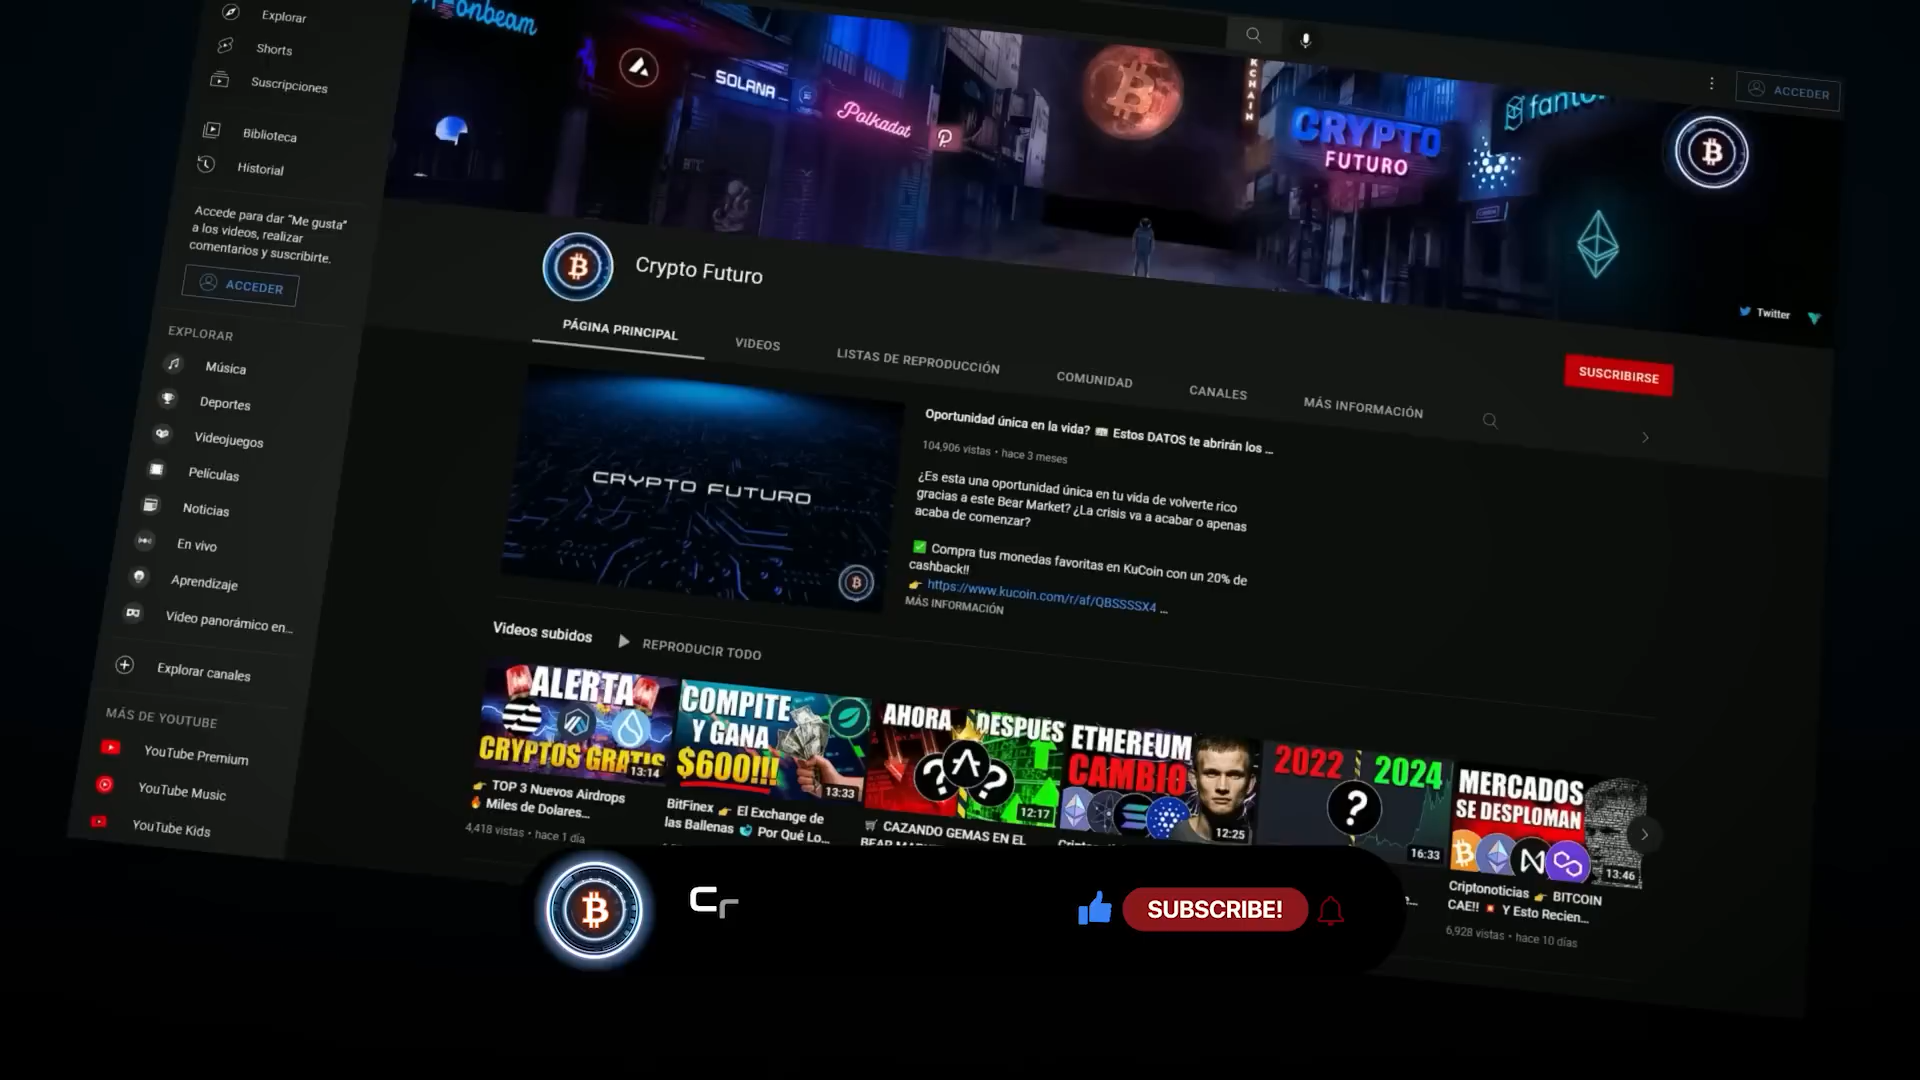 Explorar
Shorts
Suscripciones
Biblioteca
Historial
Accede para dar "Me gusta"
a los videos, realizar
comentarios y suscribirte.
ACCEDER
EXPLORAR
Música
Deportes
Videojuegos
Películas
Noticias
En vivo
Aprendizaje
Video panorámico en...
Explorar canales
MÁS DE YOUTUBE
YouTube Premium
YouTube Music
YouTube Kids
ACCEDER
SOLANA
Polkadot
CRYPTO
FUTURO
Twitter
Crypto Futuro
SUSCRIBIRSE
PÁGINA PRINCIPAL
VIDEOS
LISTAS DE REPRODUCCIÓN
COMUNIDAD
CANALES
MÁS INFORMACIÓN
CRYPTO FUTURO
Oportunidad única en la vida? Estos DATOS te abrirán los ...
104,906 vistas • hace 3 meses
¿Es esta una oportunidad única en tu vida de volverte rico
gracias a este Bear Market? ¿La crisis va a acabar o apenas
acaba de comenzar?
✅ Compra tus monedas favoritas en KuCoin con un 20% de
cashback!!
👉 https://www.kucoin.com/r/af/QBSSSSX4 ...
MÁS INFORMACIÓN
Videos subidos
REPRODUCIR TODO
ALERTA
CRYPTOS GRATIS
13:14
👉 TOP 3 Nuevos Airdrops
🔥 Miles de Dolares...
4,418 vistas • hace 1 día
COMPITE
Y GANA
$600!!!
13:33
BitFinex 👉 El Exchange de
las Ballenas 🐳 Por Qué Lo...
AHORA DESPUES
12:17
🛒 CAZANDO GEMAS EN EL
ETHEREUM
CAMBIO
12:25
2022 2024
16:33
MERCADOS
SE DESPLOMAN
13:46
Criptonoticias 👉 BITCOIN
CAE!! 💥 Y Esto Recien...
6,928 vistas • hace 10 días
Cr
SUBSCRIBE!